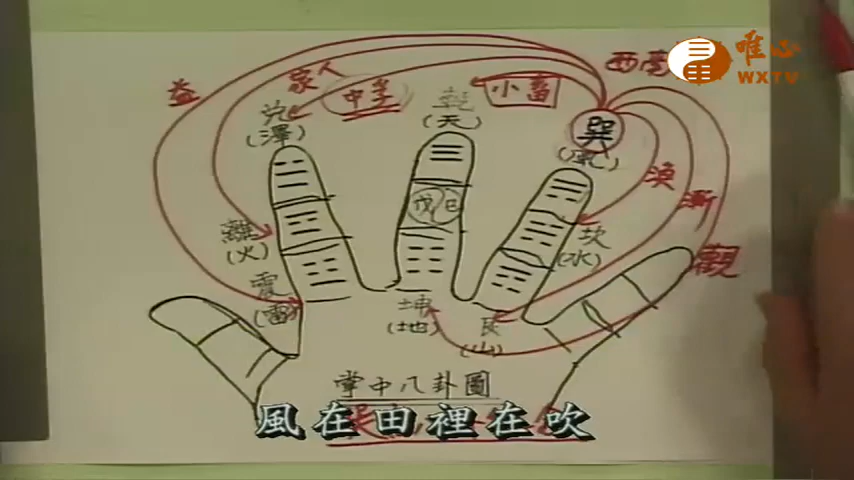 唯心
WXTV
西南
益
家人
中孚
小畜
兌
(澤)
乾
(天)
巽
(風)
渙
漸
觀
戊己
離
(火)
坎
(水)
震
(雷)
坤
(地)
艮
(山)
掌中八卦圖
風在田裡在吹